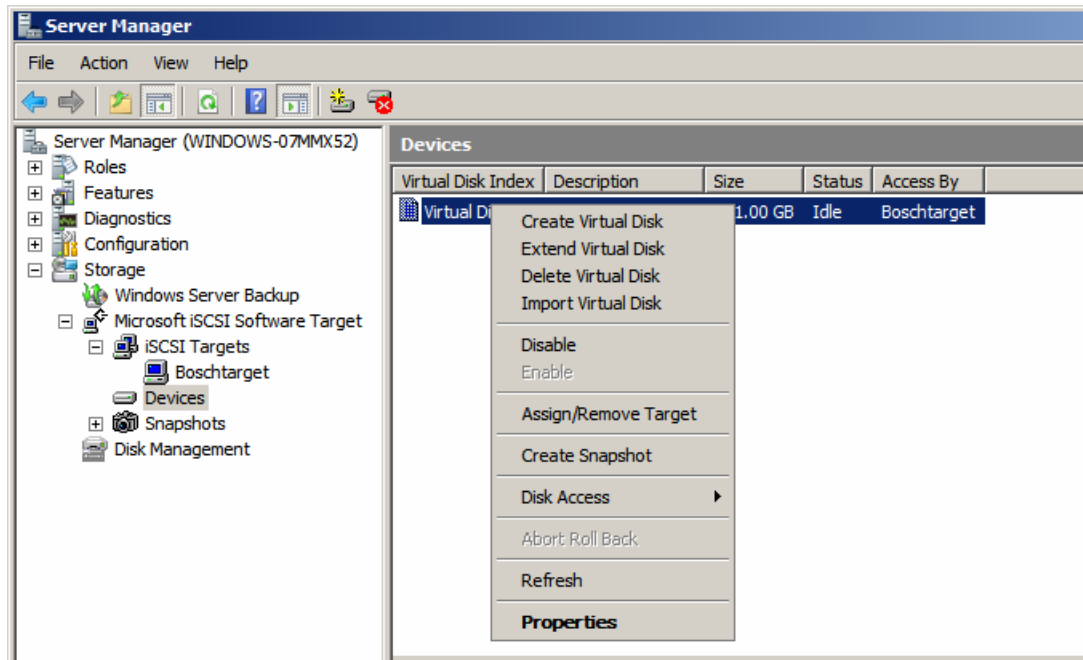 Server Manager
File Action View Help
Server Manager (WINDOWS-07MMX52)
Roles
Features
Diagnostics
Configuration
Storage
Windows Server Backup
Microsoft iSCSI Software Target
iSCSI Targets
Boschtarget
Devices
Snapshots
Disk Management
Devices
Virtual Disk Index Description Size Status Access By
Virtual Di 1.00 GB Idle Boschtarget
Create Virtual Disk
Extend Virtual Disk
Delete Virtual Disk
Import Virtual Disk
Disable
Enable
Assign/Remove Target
Create Snapshot
Disk Access
Abort Roll Back
Refresh
Properties